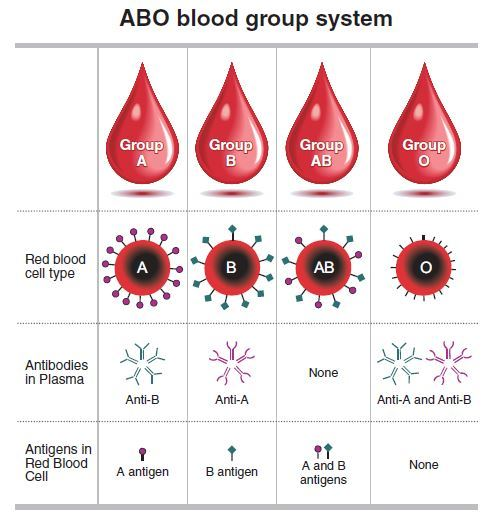 ABO blood group system
Group
A
Group
B
Group
AB
Group
O
Red blood
cell type
A
B
AB
O
Antibodies
in Plasma
Anti-B
Anti-A
None
Anti-A and Anti-B
Antigens in
Red Blood
Cell
A antigen
B antigen
A and B
antigens
None